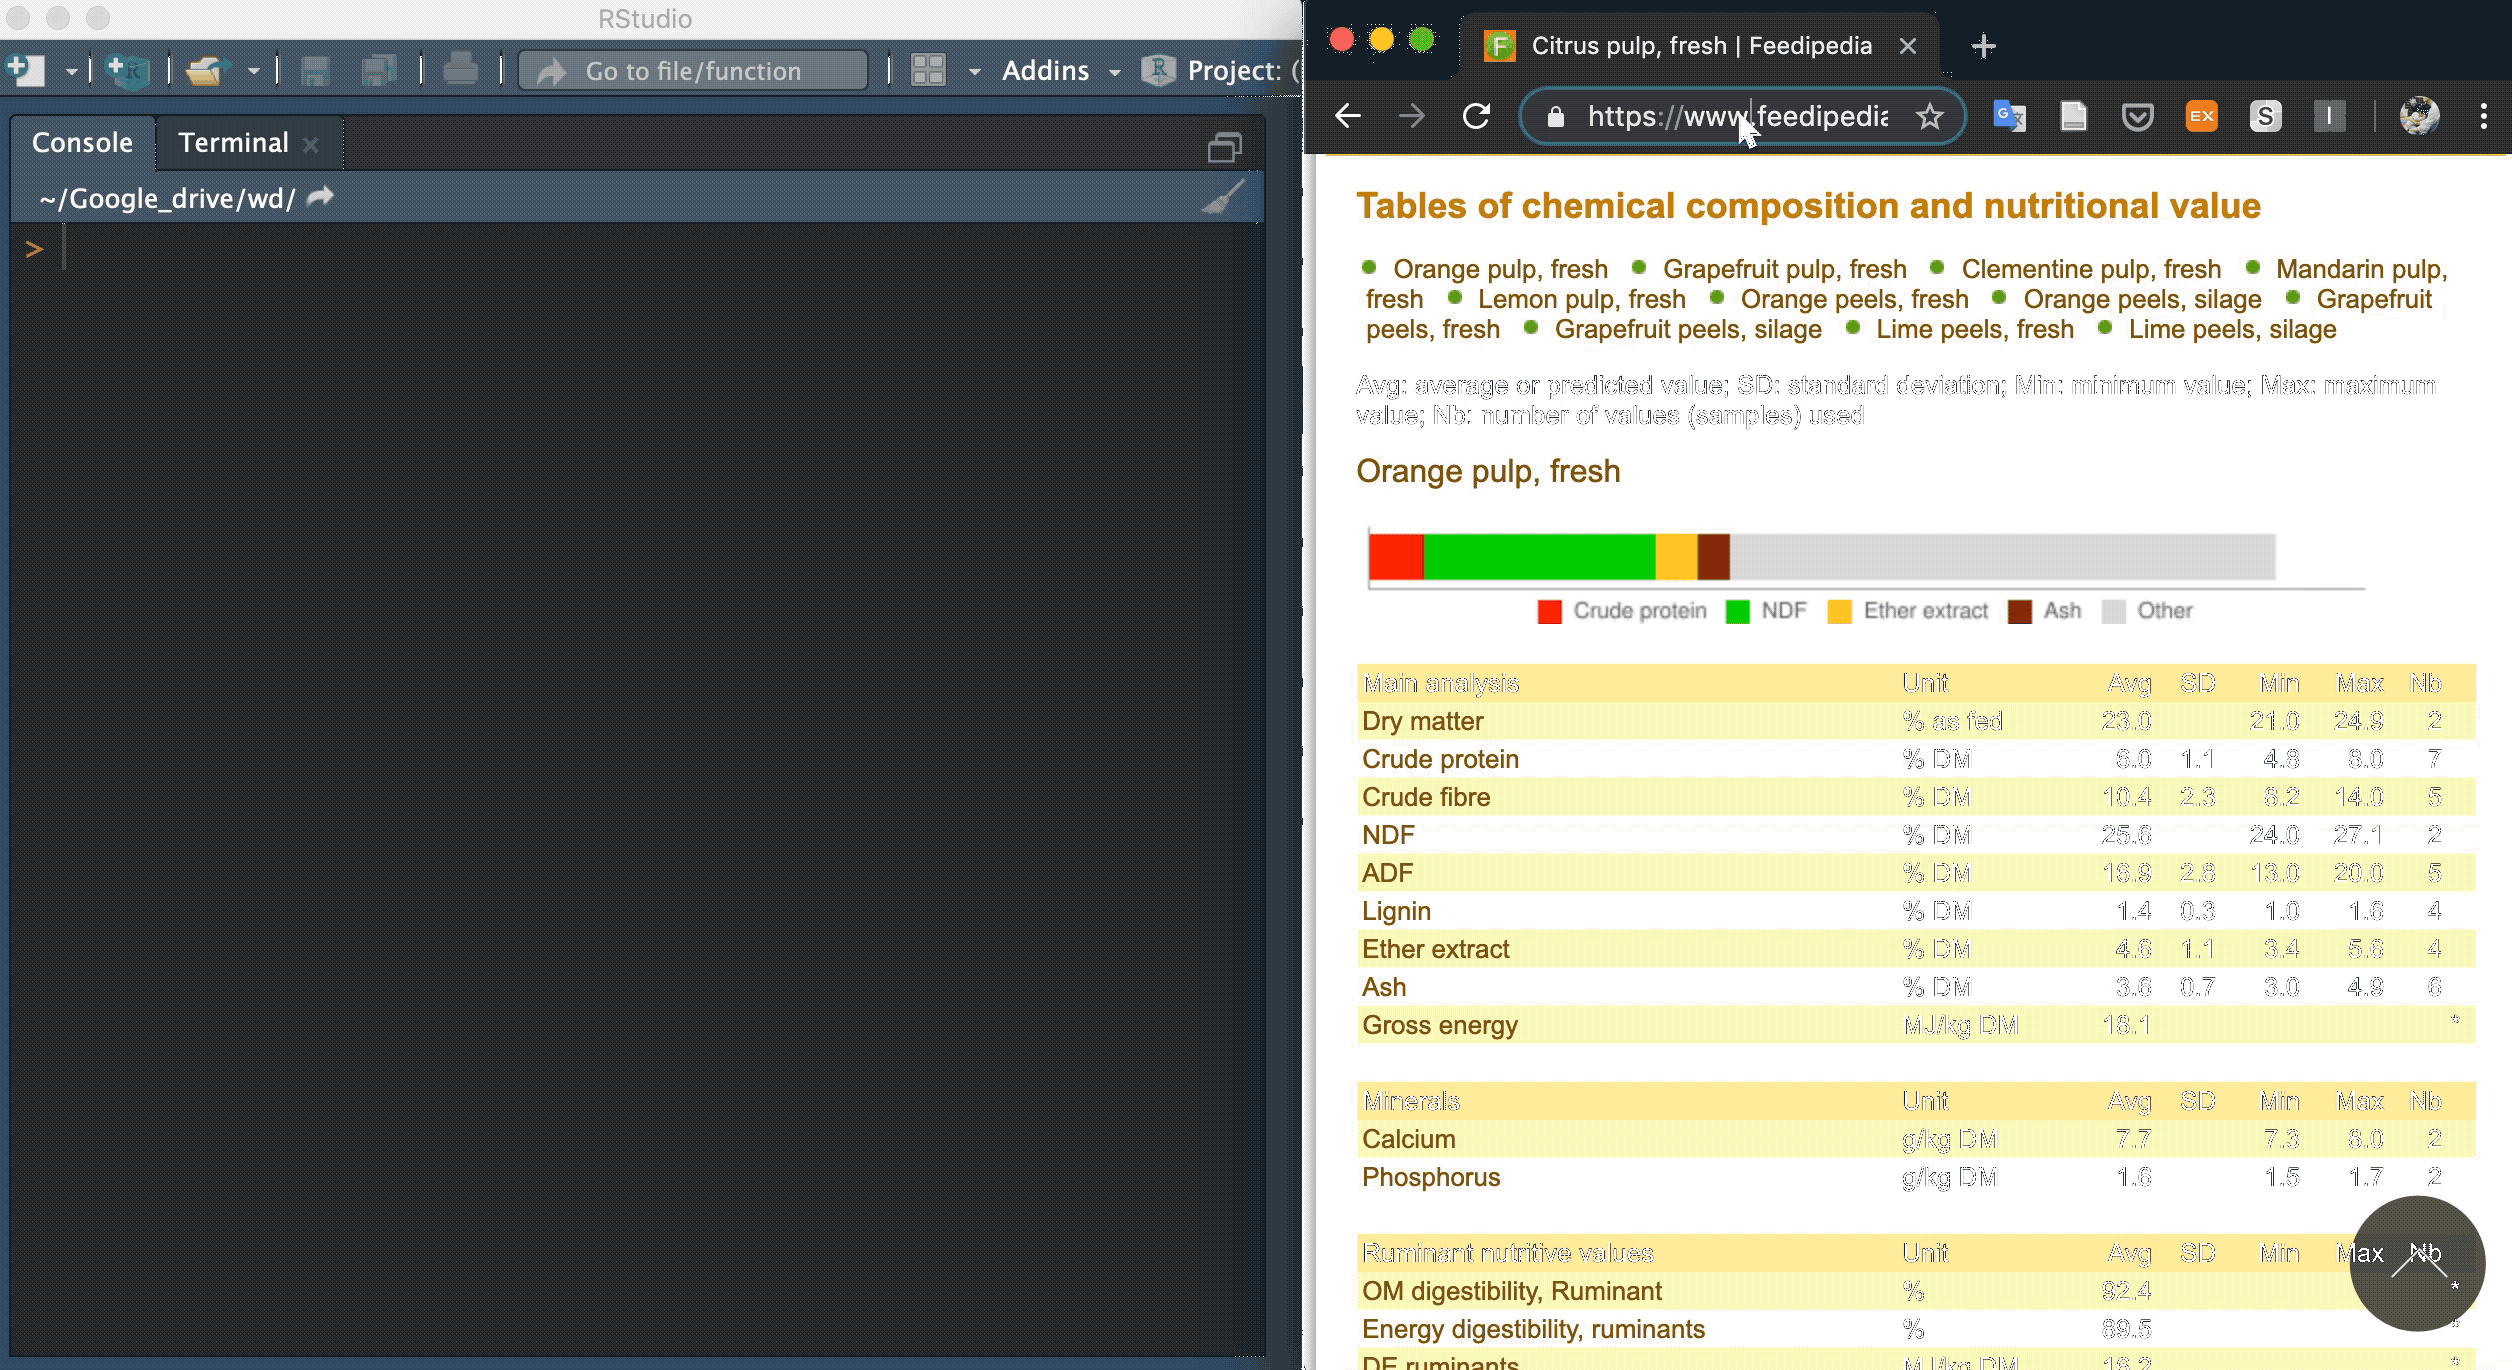 RStudio
Go to file/function
Addins
Project: (
Console
Terminal
~/Google_drive/wd/
>
Citrus pulp, fresh | Feedipedia
https://www.feedipedia
Tables of chemical composition and nutritional value
Orange pulp, fresh Grapefruit pulp, fresh Clementine pulp, fresh Mandarin pulp,
fresh Lemon pulp, fresh Orange peels, fresh Orange peels, silage Grapefruit
peels, fresh Grapefruit peels, silage Lime peels, fresh Lime peels, silage
Avg: average or predicted value; SD: standard deviation; Min: minimum value; Max: maximum
value; Nb: number of values (samples) used
Orange pulp, fresh
Crude protein NDF Ether extract Ash Other
Main analysis Unit Avg SD Min Max Nb
Dry matter % as fed 23.0 21.0 24.9 2
Crude protein % DM 6.0 1.1 4.8 8.0 7
Crude fibre % DM 10.4 2.3 8.2 14.0 5
NDF % DM 25.6 24.0 27.1 2
ADF % DM 16.9 2.8 13.0 20.0 5
Lignin % DM 1.4 0.3 1.0 1.6 4
Ether extract % DM 4.6 1.1 3.4 5.6 4
Ash % DM 3.6 0.7 3.0 4.9 6
Gross energy MJ/kg DM 18.1 *
Minerals Unit Avg SD Min Max Nb
Calcium g/kg DM 7.7 7.3 8.0 2
Phosphorus g/kg DM 1.6 1.5 1.7 2
Ruminant nutritive values Unit Avg SD Min Max Nb
OM digestibility, Ruminant % 92.4 *
Energy digestibility, ruminants % 89.5 *
DE ruminants MJ/kg DM 16.2 *